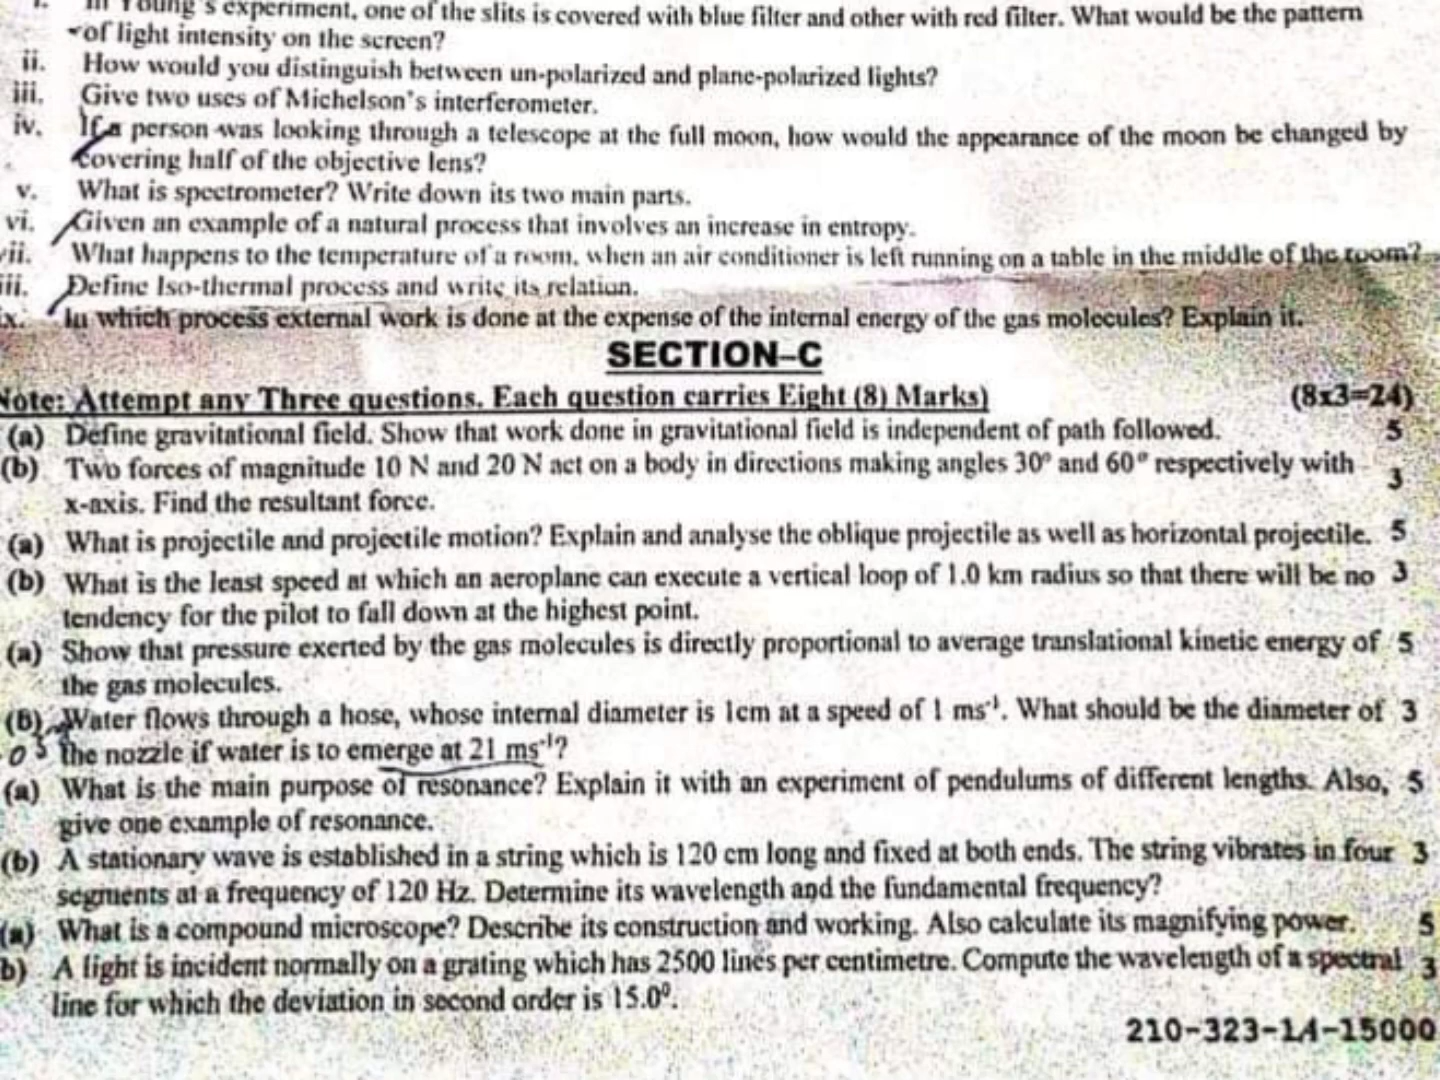 i. In Young's experiment, one of the slits is covered with blue filter and other with red filter. What would be the pattern
of light intensity on the screen?
ii. How would you distinguish between un-polarized and plane-polarized lights?
iii. Give two uses of Michelson's interferometer.
iv. If a person was looking through a telescope at the full moon, how would the appearance of the moon be changed by
covering half of the objective lens?
v. What is spectrometer? Write down its two main parts.
vi. Given an example of a natural process that involves an increase in entropy.
ii. What happens to the temperature of a room, when an air conditioner is left running on a table in the middle of the room?
iii. Define Iso-thermal process and write its relation.
ix. In which process external work is done at the expense of the internal energy of the gas molecules? Explain it.
SECTION–C
Note: Attempt any Three questions. Each question carries Eight (8) Marks) (8x3=24)
(a) Define gravitational field. Show that work done in gravitational field is independent of path followed. 5
(b) Two forces of magnitude 10 N and 20 N act on a body in directions making angles 30° and 60° respectively with 3
x-axis. Find the resultant force.
(a) What is projectile and projectile motion? Explain and analyse the oblique projectile as well as horizontal projectile. 5
(b) What is the least speed at which an aeroplane can execute a vertical loop of 1.0 km radius so that there will be no 3
tendency for the pilot to fall down at the highest point.
(a) Show that pressure exerted by the gas molecules is directly proportional to average translational kinetic energy of 5
the gas molecules.
(b) Water flows through a hose, whose internal diameter is 1cm at a speed of 1 ms⁻¹. What should be the diameter of 3
the nozzle if water is to emerge at 21 ms⁻¹?
(a) What is the main purpose of resonance? Explain it with an experiment of pendulums of different lengths. Also, 5
give one example of resonance.
(b) A stationary wave is established in a string which is 120 cm long and fixed at both ends. The string vibrates in four 3
segments at a frequency of 120 Hz. Determine its wavelength and the fundamental frequency?
(a) What is a compound microscope? Describe its construction and working. Also calculate its magnifying power. 5
b) A light is incident normally on a grating which has 2500 lines per centimetre. Compute the wavelength of a spectral 3
line for which the deviation in second order is 15.0⁰.
210-323-1A-15000